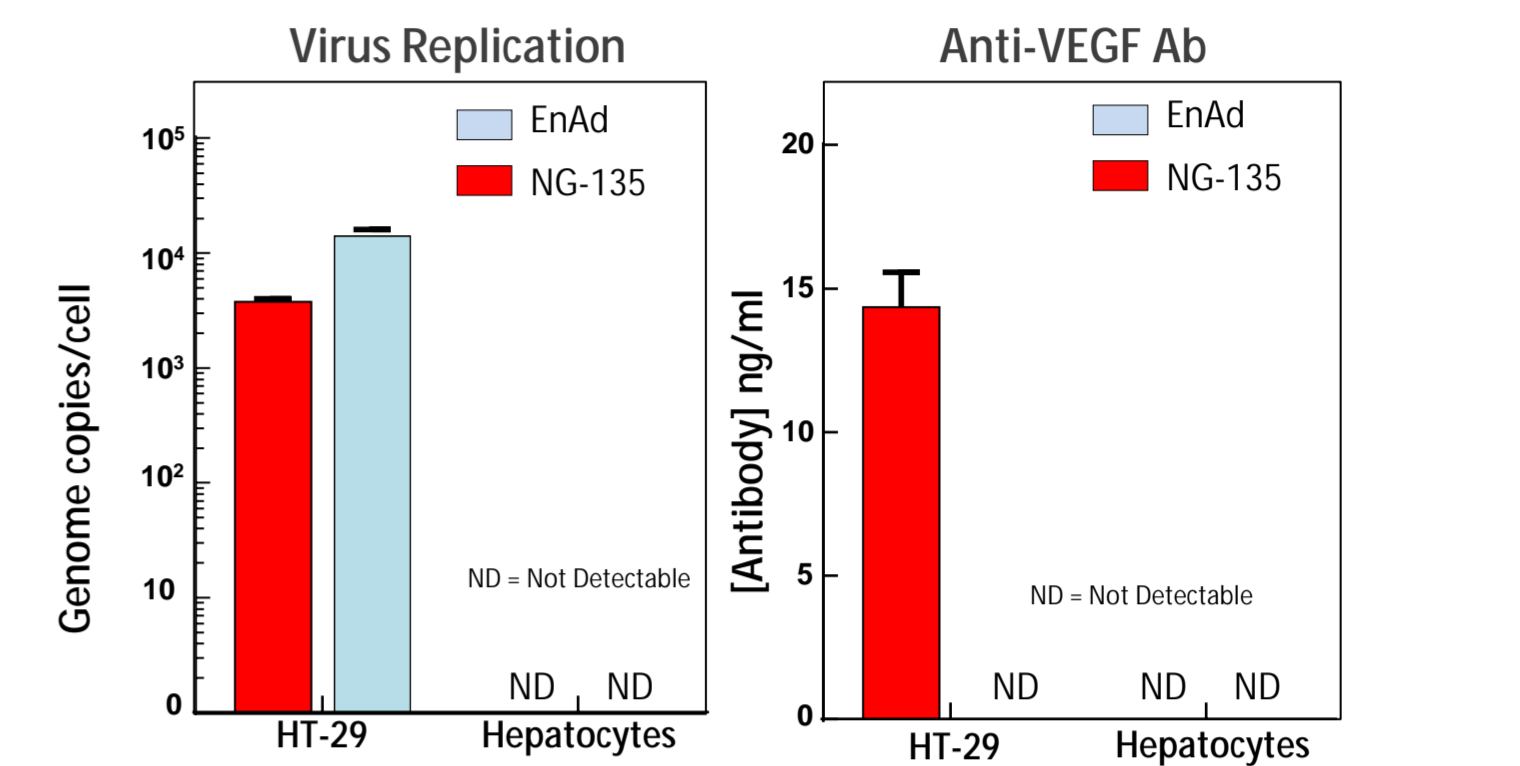 Virus Replication
EnAd
NG-135
10⁵
10⁴
10³
10²
10
0
Genome copies/cell
ND = Not Detectable
ND ND
HT-29 Hepatocytes
Anti-VEGF Ab
EnAd
NG-135
20
15
10
5
0
[Antibody] ng/ml
ND = Not Detectable
ND ND ND
HT-29 Hepatocytes